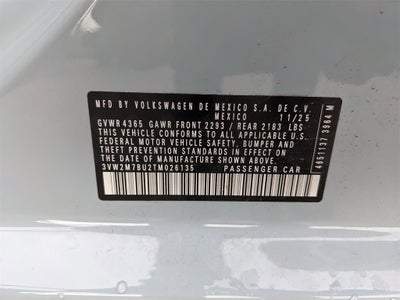 MFD BY VOLKSWAGEN DE MEXICO S.A. DE C.V.
MEXICO 11/25
GVWR 4365 GAWR FRONT 2293 / REAR 2183 LBS
THIS VEHICLE CONFORMS TO ALL APPLICABLE U.S.
FEDERAL MOTOR VEHICLE SAFETY, BUMPER AND
THEFT PREVENTION STANDARDS IN EFFECT ON
THE DATE OF MANUFACTURE SHOWN ABOVE
3VW2M7BU2TM026135 PASSENGER CAR
4651137 3964 M